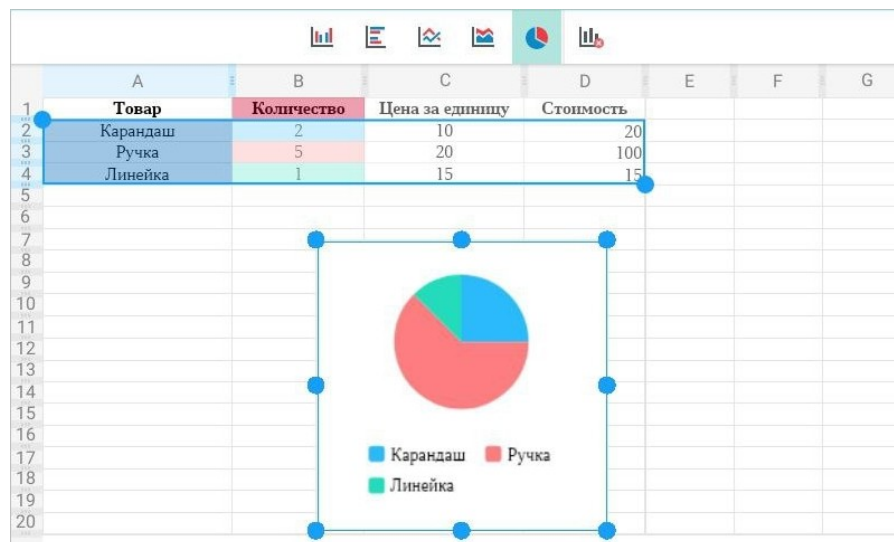 A B C D E F G
1 Товар Количество Цена за единицу Стоимость
2 Карандаш 2 10 20
3 Ручка 5 20 100
4 Линейка 1 15 15
5
6
7
8
9
10
11
12
13
14
15
16
17
18
19
20
Карандаш Ручка
Линейка